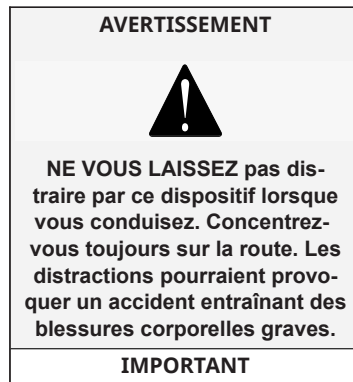 AVERTISSEMENT
NE VOUS LAISSEZ pas dis-
traire par ce dispositif lorsque
vous conduisez. Concentrez-
vous toujours sur la route. Les
distractions pourraient provo-
quer un accident entraînant des
blessures corporelles graves.
IMPORTANT